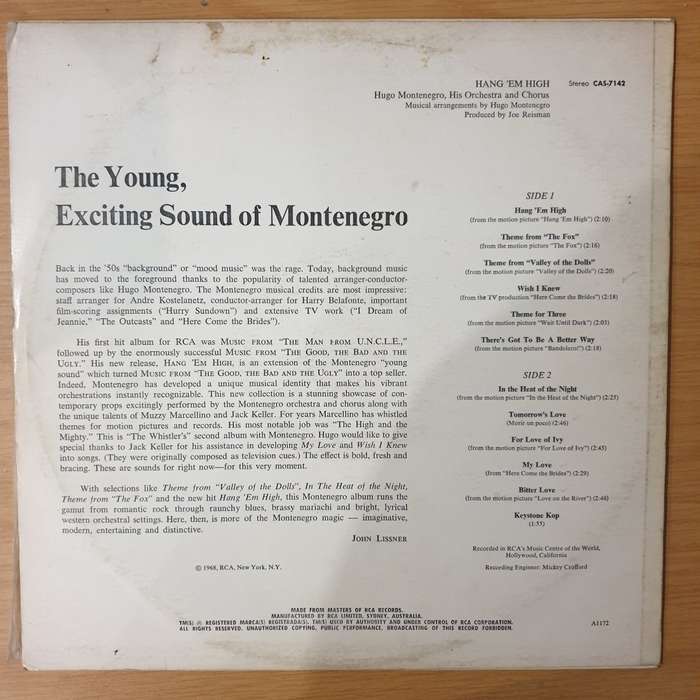 HANG 'EM HIGH
Stereo CAS-7142
Hugo Montenegro, His Orchestra and Chorus
Musical arrangements by Hugo Montenegro
Produced by Joe Reisman
The Young,
Exciting Sound of Montenegro
Back in the '50s "background" or "mood music" was the rage. Today, background music
has moved to the foreground thanks to the popularity of talented arranger-conductor-
composers like Hugo Montenegro. The Montenegro musical credits are most impressive:
staff arranger for Andre Kostelanetz, conductor-arranger for Harry Belafonte, important
film-scoring assignments ("Hurry Sundown") and extensive TV work ("I Dream of
Jeannie," "The Outcasts" and "Here Come the Brides").
His first hit album for RCA was MUSIC FROM "THE MAN FROM U.N.C.L.E.,"
followed up by the enormously successful MUSIC FROM "THE GOOD, THE BAD AND THE
UGLY." His new release, HANG 'EM HIGH, is an extension of the Montenegro "young
sound" which turned MUSIC FROM "THE GOOD, THE BAD AND THE UGLY" into a top seller.
Indeed, Montenegro has developed a unique musical identity that makes his vibrant
orchestrations instantly recognizable. This new collection is a stunning showcase of con-
temporary props excitingly performed by the Montenegro orchestra and chorus along with
the unique talents of Muzzy Marcellino and Jack Keller. For years Marcellino has whistled
themes for motion pictures and records. His most notable job was "The High and the
Mighty." This is "The Whistler's" second album with Montenegro. Hugo would like to give
special thanks to Jack Keller for his assistance in developing My Love and Wish I Knew
into songs. (They were originally composed as television cues.) The effect is bold, fresh and
bracing. These are sounds for right now—for this very moment.
With selections like Theme from "Valley of the Dolls", In The Heat of the Night,
Theme from "The Fox" and the new hit Hang 'Em High, this Montenegro album runs the
gamut from romantic rock through raunchy blues, brassy mariachi and bright, lyrical
western orchestral settings. Here, then, is more of the Montenegro magic — imaginative,
modern, entertaining and distinctive.
JOHN LISSNER
© 1968, RCA, New York, N.Y.
SIDE 1
Hang 'Em High
(from the motion picture "Hang 'Em High") (2:10)
Theme from "The Fox"
(from the motion picture "The Fox") (2:16)
Theme from "Valley of the Dolls"
(from the motion picture "Valley of the Dolls") (2:20)
Wish I Knew
(from the TV production "Here Come the Brides") (2:18)
Theme for Three
(from the motion picture "Wait Until Dark") (2:03)
There's Got To Be A Better Way
(from the motion picture "Bandolero!") (2:18)
SIDE 2
In the Heat of the Night
(from the motion picture "In the Heat of the Night") (2:25)
Tomorrow's Love
(Morir un poco) (2:46)
For Love of Ivy
(from the motion picture "For Love of Ivy") (2:45)
My Love
(from "Here Come the Brides") (2:29)
Bitter Love
(from the motion picture "Love on the River") (2:46)
Keystone Kop
(1:55)
Recorded in RCA's Music Centre of the World,
Hollywood, California
Recording Engineer: Mickey Crofford
MADE FROM MASTERS OF RCA RECORDS.
MANUFACTURED BY RCA LIMITED, SYDNEY, AUSTRALIA.
TM(S) ® REGISTERED MARCA(S) REGISTRADA(S). TM(S) USED BY AUTHORITY AND UNDER CONTROL OF RCA CORPORATION.
ALL RIGHTS RESERVED. UNAUTHORIZED COPYING, PUBLIC PERFORMANCE, BROADCASTING OF THIS RECORD FORBIDDEN.
A1172